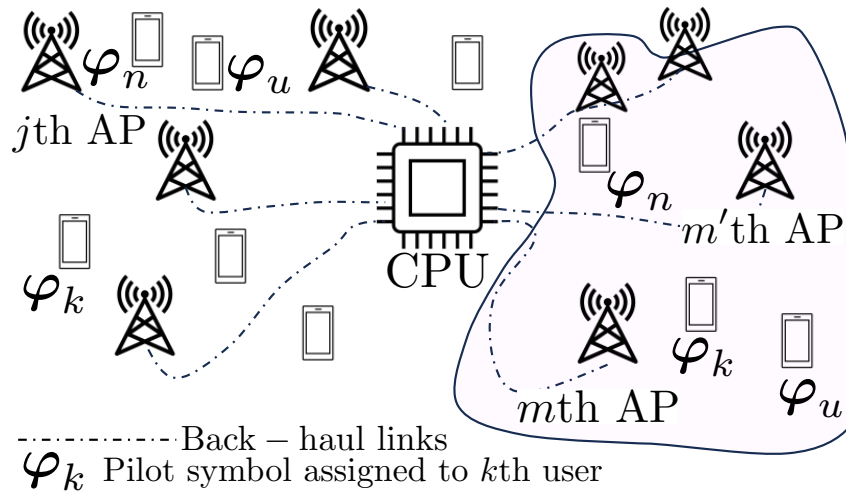 φₙ
φᵤ
jth AP
φₙ
m′th AP
CPU
φₖ
φₖ
mth AP
φᵤ
Back – haul links
φₖ Pilot symbol assigned to kth user